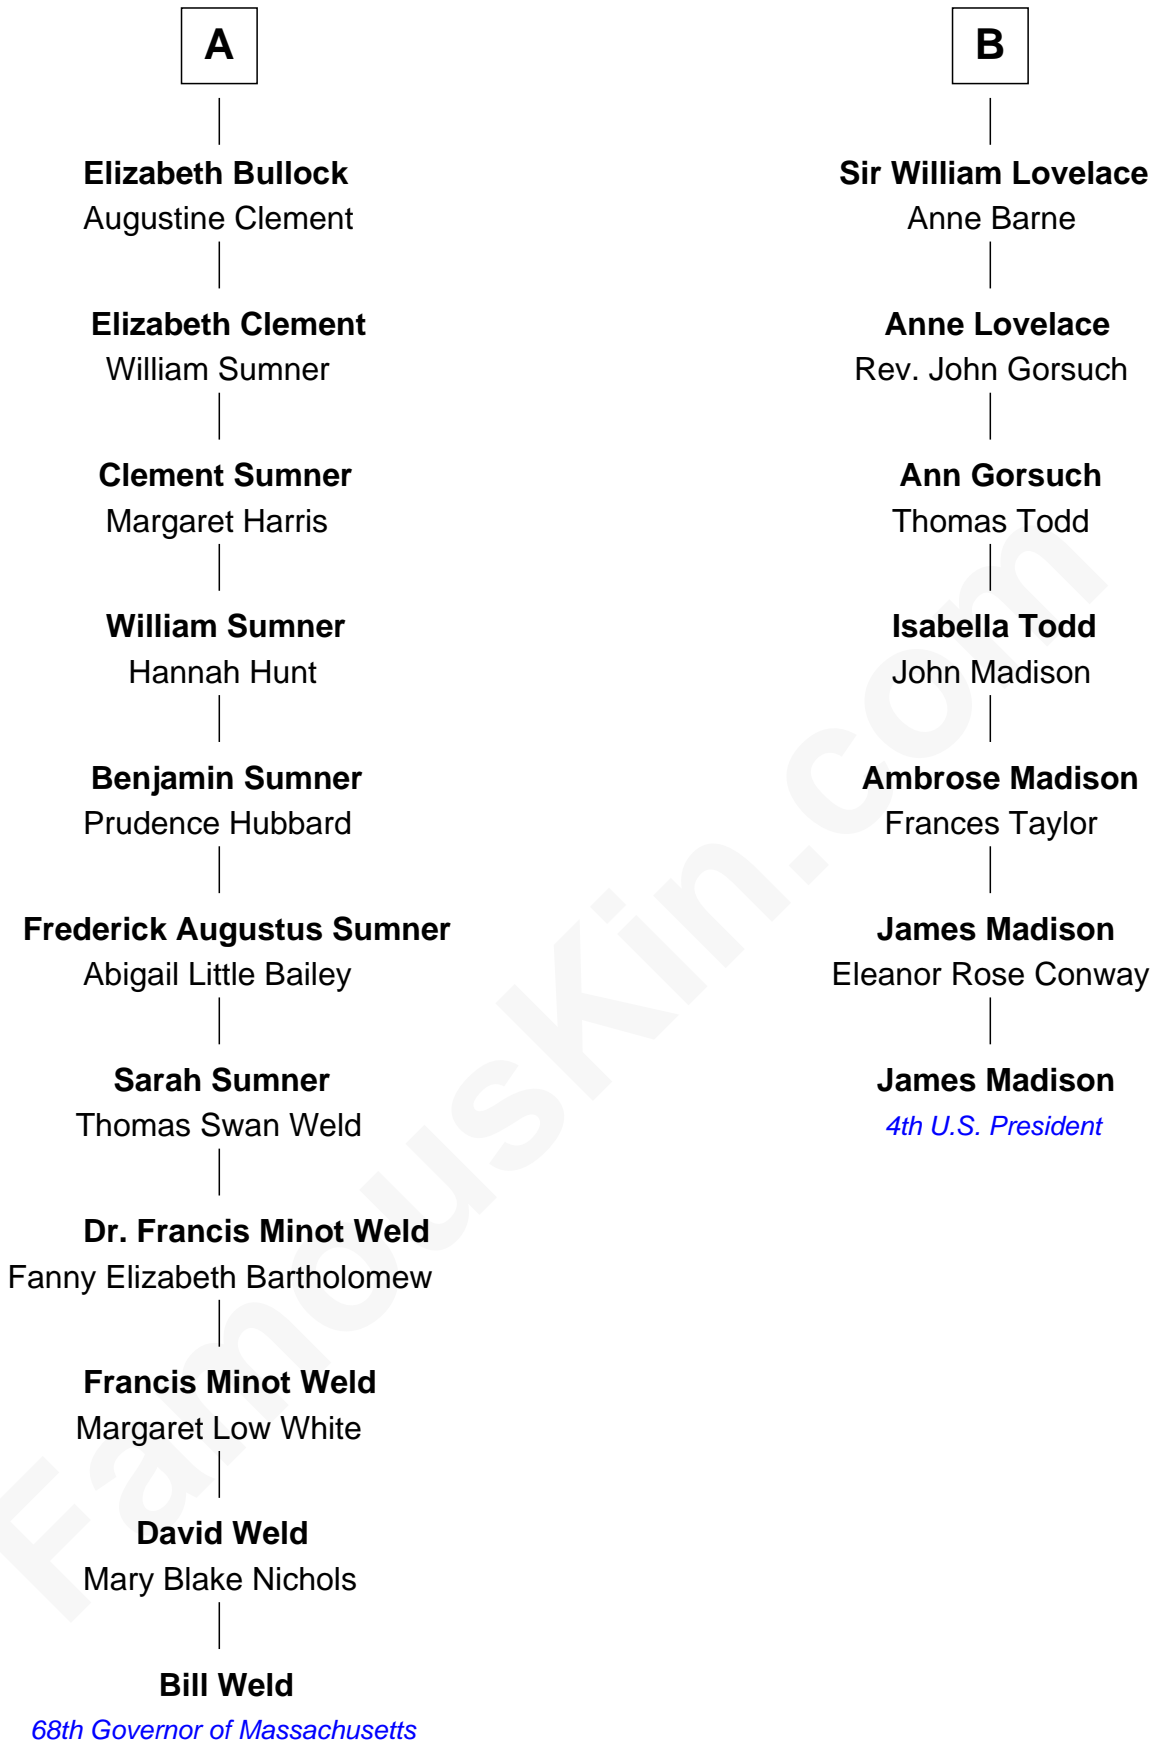 A
Elizabeth Bullock
Augustine Clement
Elizabeth Clement
William Sumner
Clement Sumner
Margaret Harris
William Sumner
Hannah Hunt
Benjamin Sumner
Prudence Hubbard
Frederick Augustus Sumner
Abigail Little Bailey
Sarah Sumner
Thomas Swan Weld
Dr. Francis Minot Weld
Fanny Elizabeth Bartholomew
Francis Minot Weld
Margaret Low White
David Weld
Mary Blake Nichols
Bill Weld
68th Governor of Massachusetts
B
Sir William Lovelace
Anne Barne
Anne Lovelace
Rev. John Gorsuch
Ann Gorsuch
Thomas Todd
Isabella Todd
John Madison
Ambrose Madison
Frances Taylor
James Madison
Eleanor Rose Conway
James Madison
4th U.S. President
FamousKin.com